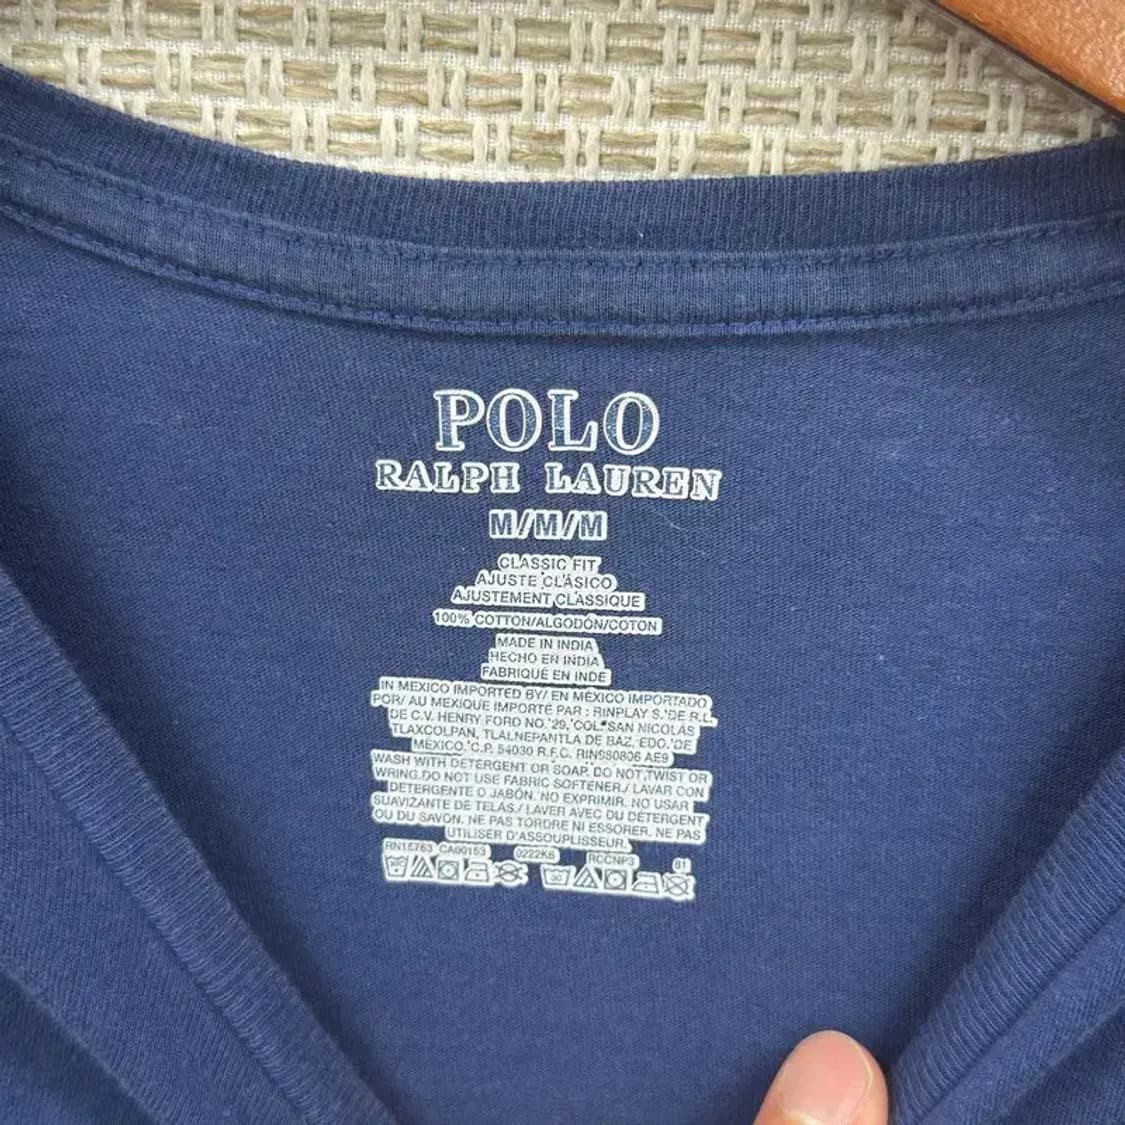 POLO
RALPH LAUREN
M/M/M
CLASSIC FIT
AJUSTE CLÁSICO
AJUSTEMENT CLASSIQUE
100% COTTON/ALGODÓN/COTON
MADE IN INDIA
HECHO EN INDIA
FABRIQUÉ EN INDE
IN MEXICO IMPORTED BY/ EN MÉXICO IMPORTADO
POR/ AU MEXIQUE IMPORTÉ PAR : RINPLAY S. DE R.L.
DE C.V. HENRY FORD NO. 29, COL. SAN NICOLAS
TLAXCOLPAN, TLALNEPANTLA DE BAZ, EDO. DE
MEXICO. C.P. 54030 R.F.C. RIN980806 AE9
WASH WITH DETERGENT OR SOAP. DO NOT TWIST OR
WRING.DO NOT USE FABRIC SOFTENER./ LAVAR CON
DETERGENTE O JABÓN. NO EXPRIMIR. NO USAR
SUAVIZANTE DE TELAS./ LAVER AVEC DU DÉTERGENT
OU DU SAVON. NE PAS TORDRE NI ESSORER. NE PAS
UTILISER D'ASSOUPLISSEUR.
RN15763 CA00153 0222K6 RCCNP3 81
30